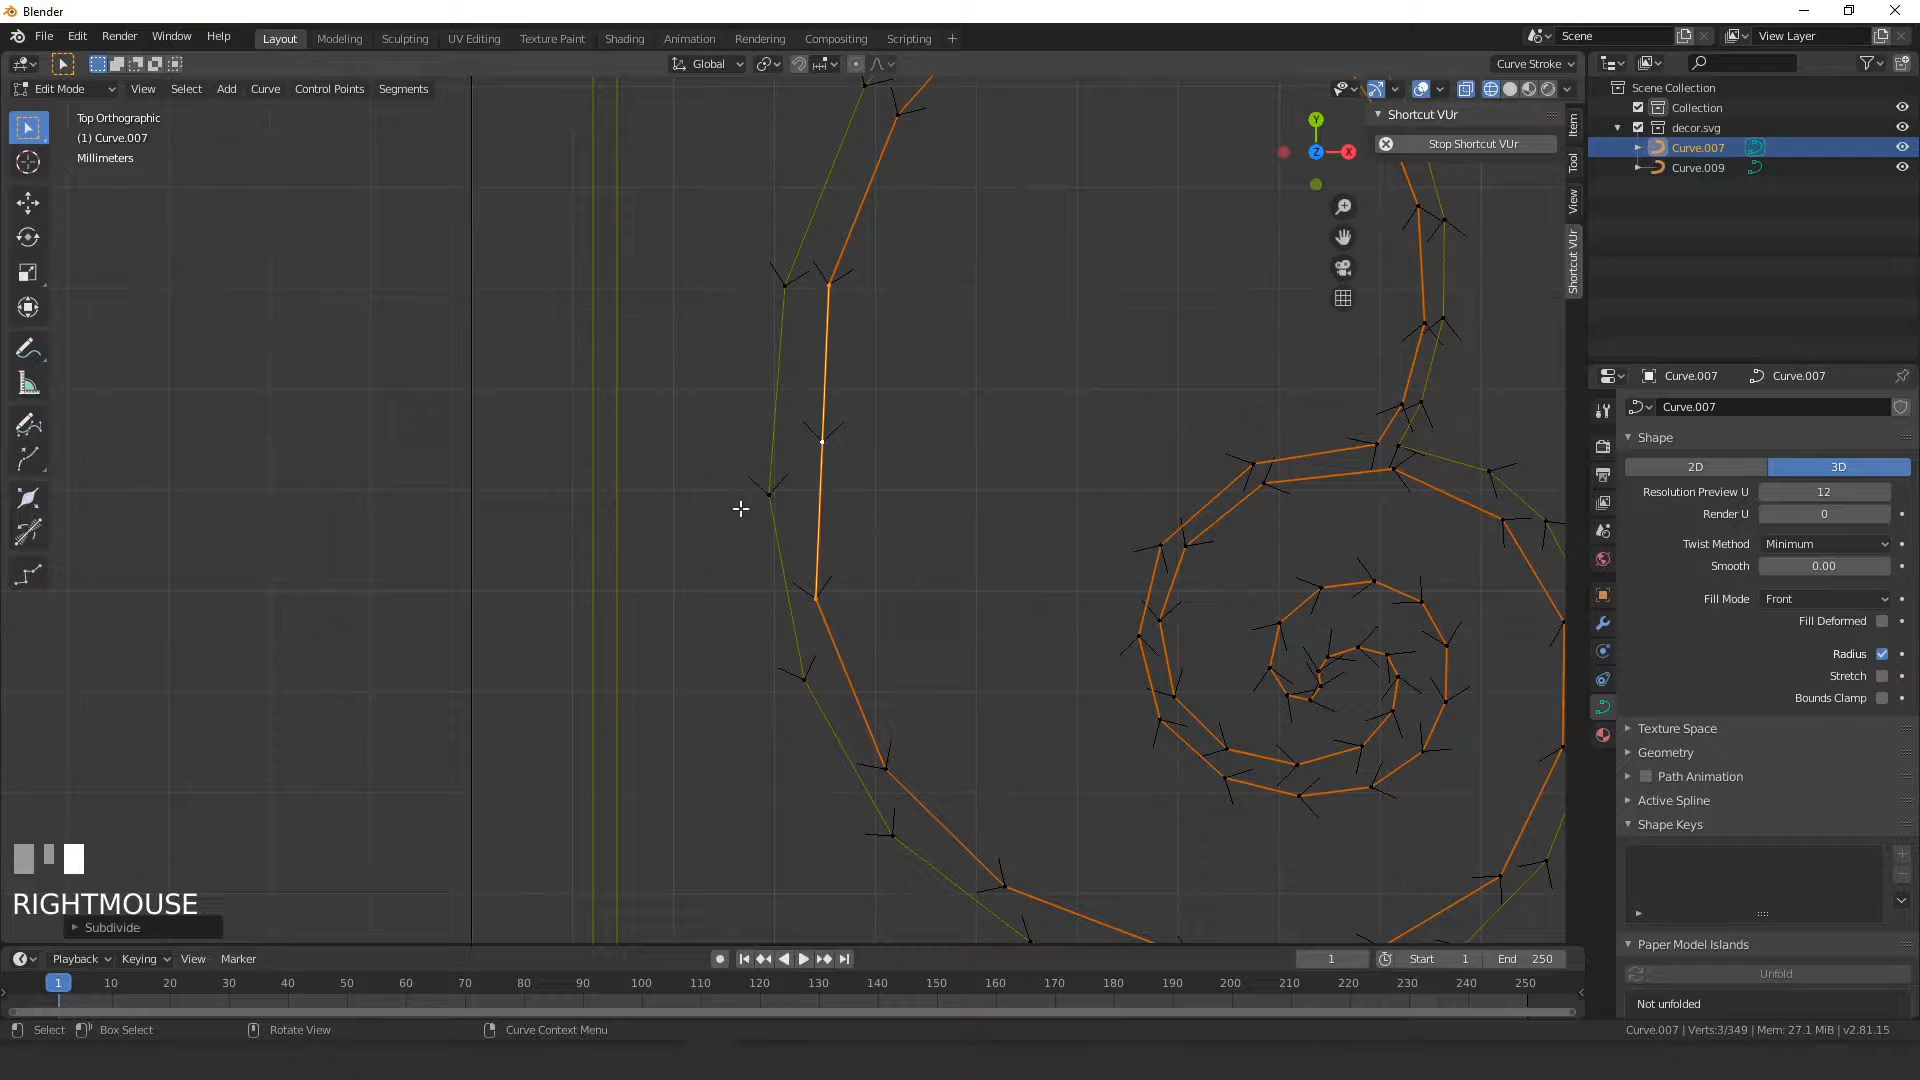 Blender
File Edit Render Window Help
Layout Modeling Sculpting UV Editing Texture Paint Shading Animation Rendering Compositing Scripting +
Scene
View Layer
Global
Curve Stroke
Edit Mode View Select Add Curve Control Points Segments
Top Orthographic
(1) Curve.007
Millimeters
Y
Z
X
Shortcut VUr
Stop Shortcut VUr
Item
Tool
View
Shortcut VUr
Scene Collection
Collection
decor.svg
Curve.007
Curve.009
Curve.007 Curve.007
Curve.007
Shape
2D 3D
Resolution Preview U 12
Render U 0
Twist Method Minimum
Smooth 0.00
Fill Mode Front
Fill Deformed
Radius
Stretch
Bounds Clamp
Texture Space
Geometry
Path Animation
Active Spline
Shape Keys
Paper Model Islands
Unfold
Not unfolded
RIGHTMOUSE
Subdivide
Playback Keying View Marker
1 Start 1 End 250
1 10 20 30 40 50 60 70 80 90 100 110 120 130 140 150 160 170 180 190 200 210 220 230 240 250
Select Box Select Rotate View Curve Context Menu
Curve.007 | Verts:3/349 | Mem: 27.1 MiB | v2.81.15